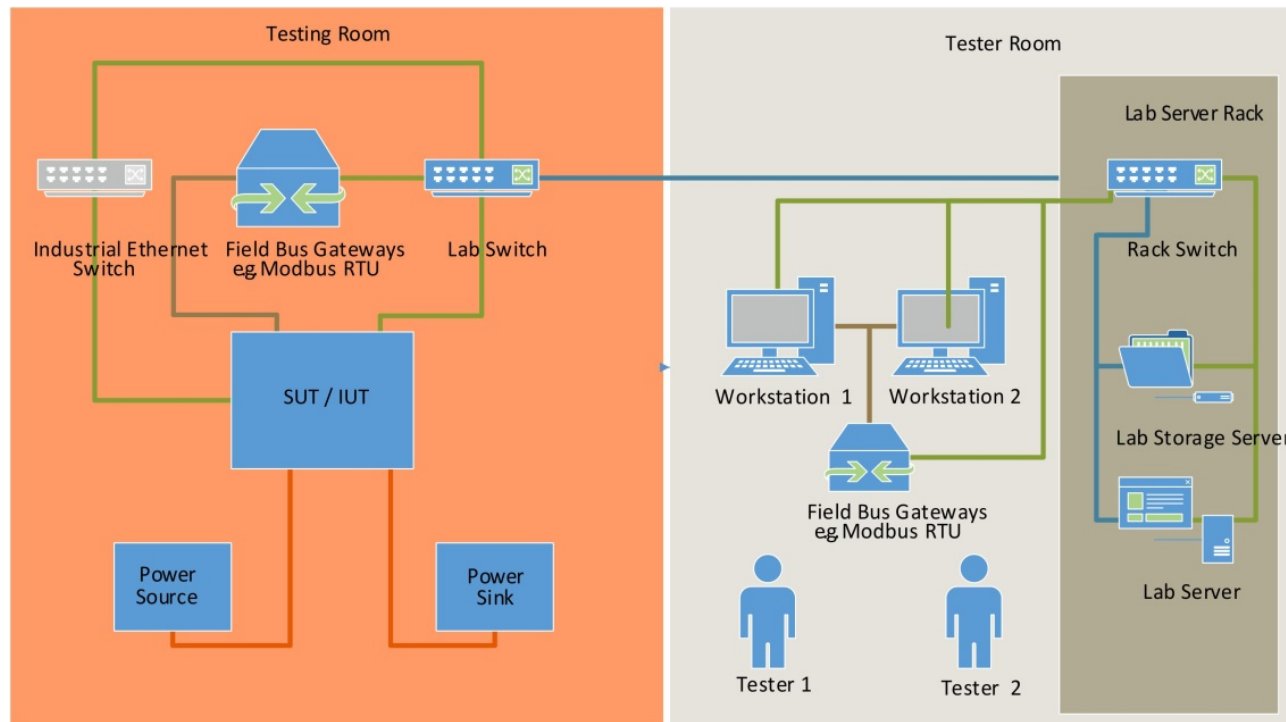 Testing Room
Tester Room
Lab Server Rack
Industrial Ethernet
Switch
Field Bus Gateways
e.g.Modbus RTU
Lab Switch
Rack Switch
SUT / IUT
Workstation 1
Workstation 2
Lab Storage Server
Field Bus Gateways
e.g.Modbus RTU
Power
Source
Power
Sink
Lab Server
Tester 1
Tester 2